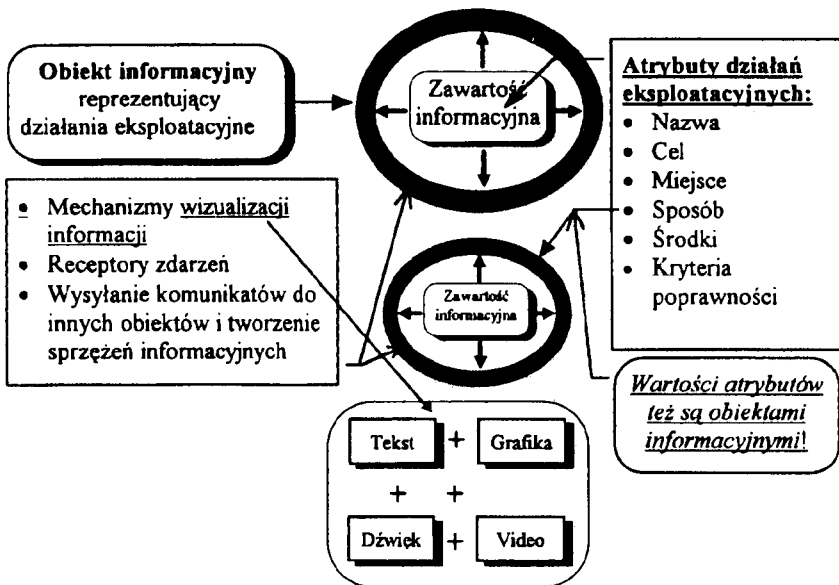 Obiekt informacyjny
reprezentujący
działania eksploatacyjne
Zawartość
informacyjna
Atrybuty działań
eksploatacyjnych:
• Nazwa
• Cel
• Miejsce
• Sposób
• Środki
• Kryteria
poprawności
• Mechanizmy wizualizacji
informacji
• Receptory zdarzeń
• Wysyłanie komunikatów do
innych obiektów i tworzenie
sprzężeń informacyjnych
Zawartość
informacyjna
Wartości atrybutów
też są obiektami
informacyjnymi!
Tekst + Grafika
+ +
Dźwięk + Video